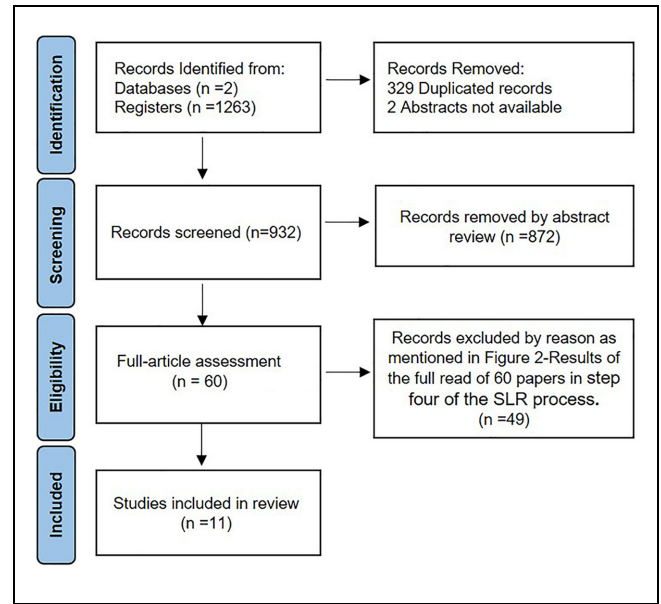 Identification
Records Identified from:
Databases (n =2)
Registers (n =1263)
Records Removed:
329 Duplicated records
2 Abstracts not available
Screening
Records screened (n=932)
Records removed by abstract
review (n =872)
Eligibility
Full-article assessment
(n = 60)
Records excluded by reason as
mentioned in Figure 2-Results of
the full read of 60 papers in step
four of the SLR process.
(n =49)
Included
Studies included in review
(n =11)